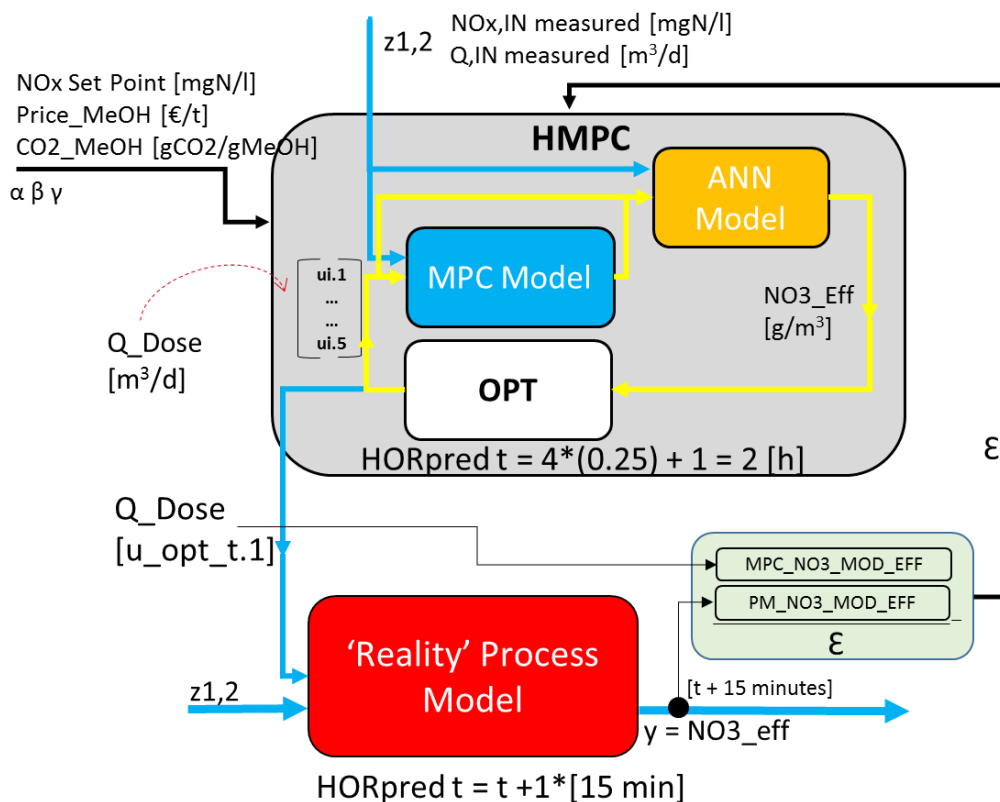 NOx,IN measured [mgN/l]
z1,2
Q,IN measured [m³/d]
NOx Set Point [mgN/l]
Price_MeOH [€/t]
CO2_MeOH [gCO2/gMeOH]
α β γ
HMPC
ANN
Model
MPC Model
ui.1
...
...
ui.5
NO3_Eff
[g/m³]
Q_Dose
[m³/d]
OPT
HORpred t = 4*(0.25) + 1 = 2 [h]
Ɛ
Q_Dose
[u_opt_t.1]
MPC_NO3_MOD_EFF
PM_NO3_MOD_EFF
_
Ɛ
‘Reality’ Process
Model
z1,2
[t + 15 minutes]
y = NO3_eff
HORpred t = t +1*[15 min]